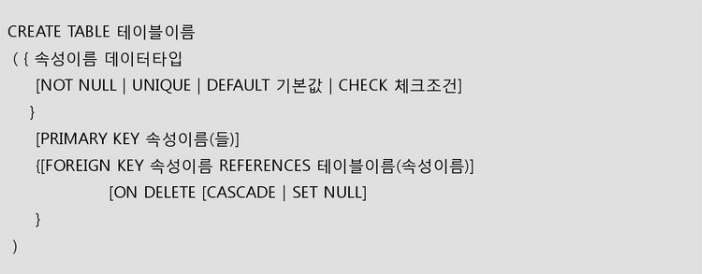 CREATE TABLE 테이블이름
( { 속성이름 데이터타입
[NOT NULL | UNIQUE | DEFAULT 기본값 | CHECK 체크조건]
}
[PRIMARY KEY 속성이름(들)]
{[FOREIGN KEY 속성이름 REFERENCES 테이블이름(속성이름)]
[ON DELETE [CASCADE | SET NULL]
}
)